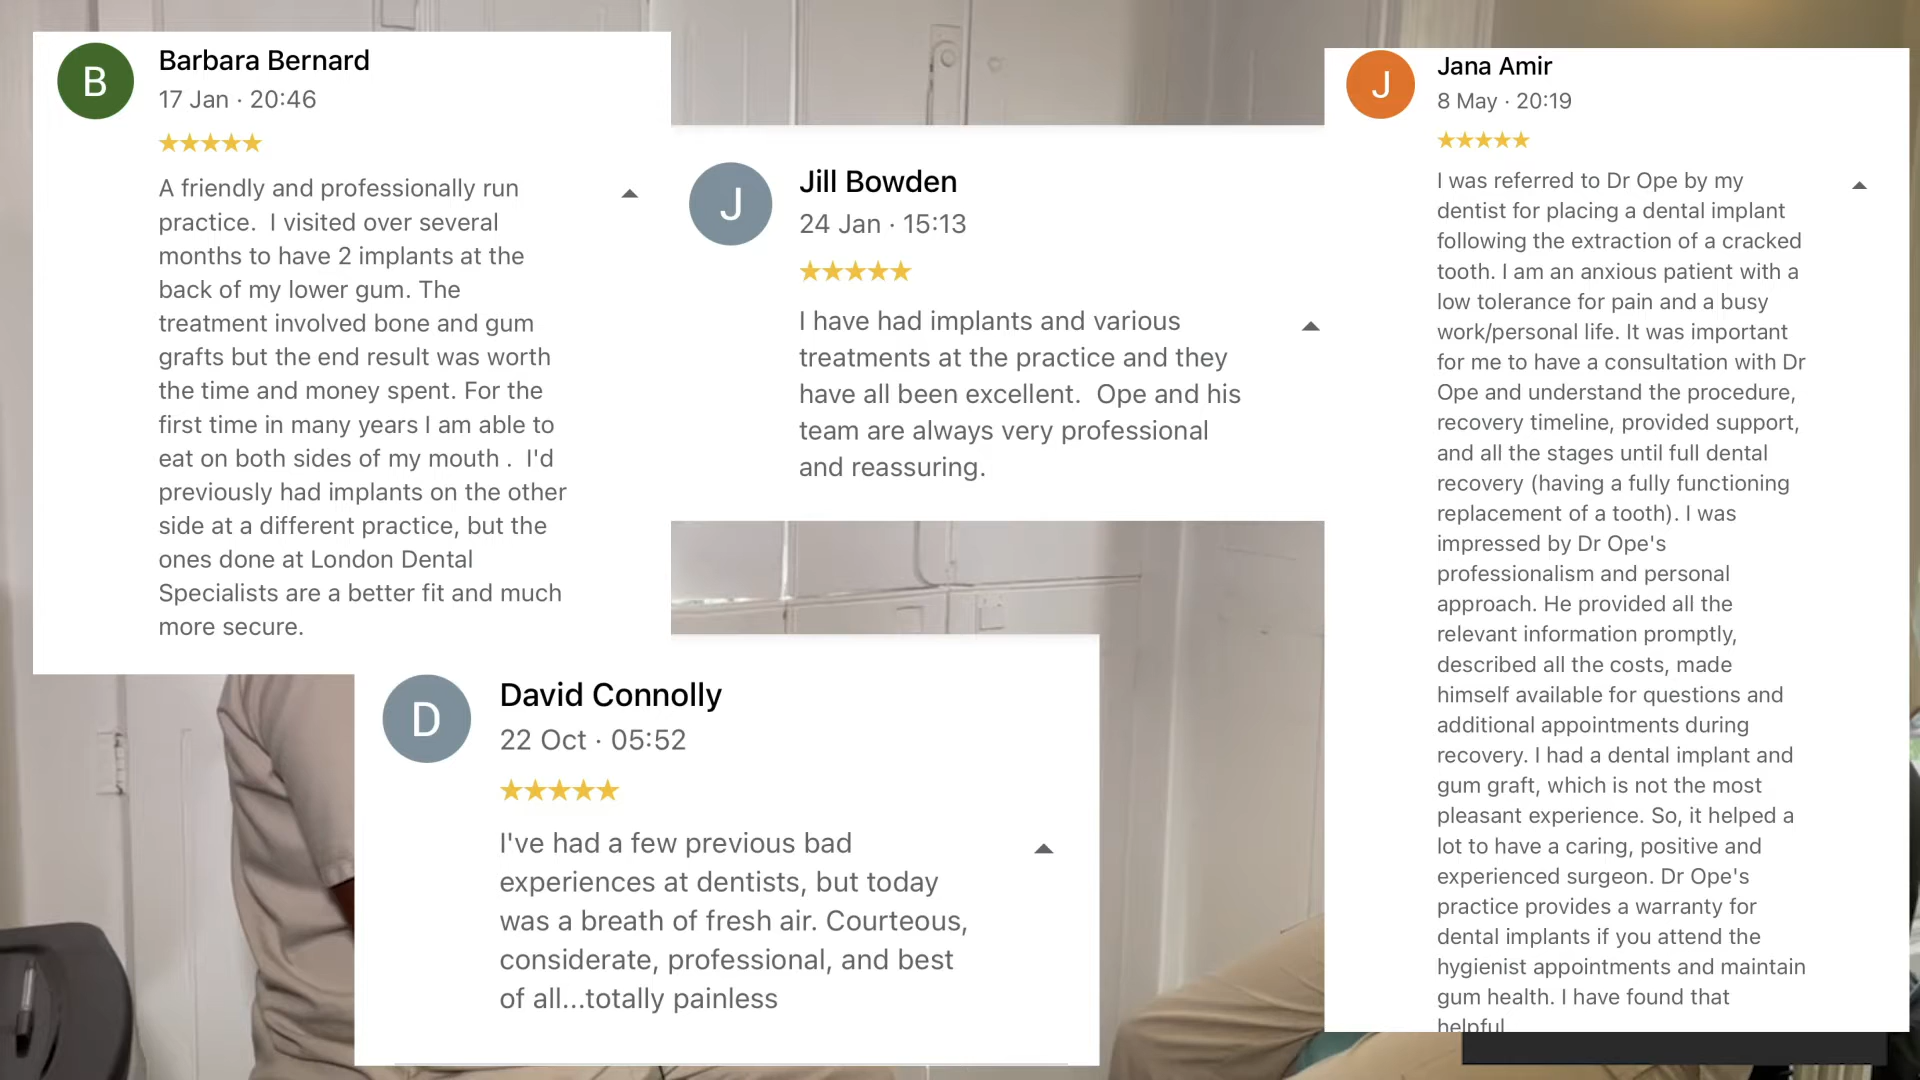 B
Barbara Bernard
17 Jan · 20:46
A friendly and professionally run
practice.  I visited over several
months to have 2 implants at the
back of my lower gum. The
treatment involved bone and gum
grafts but the end result was worth
the time and money spent. For the
first time in many years I am able to
eat on both sides of my mouth .  I'd
previously had implants on the other
side at a different practice, but the
ones done at London Dental
Specialists are a better fit and much
more secure.
J
Jill Bowden
24 Jan · 15:13
I have had implants and various
treatments at the practice and they
have all been excellent.  Ope and his
team are always very professional
and reassuring.
D
David Connolly
22 Oct · 05:52
I've had a few previous bad
experiences at dentists, but today
was a breath of fresh air. Courteous,
considerate, professional, and best
of all...totally painless
J
Jana Amir
8 May · 20:19
I was referred to Dr Ope by my
dentist for placing a dental implant
following the extraction of a cracked
tooth. I am an anxious patient with a
low tolerance for pain and a busy
work/personal life. It was important
for me to have a consultation with Dr
Ope and understand the procedure,
recovery timeline, provided support,
and all the stages until full dental
recovery (having a fully functioning
replacement of a tooth). I was
impressed by Dr Ope's
professionalism and personal
approach. He provided all the
relevant information promptly,
described all the costs, made
himself available for questions and
additional appointments during
recovery. I had a dental implant and
gum graft, which is not the most
pleasant experience. So, it helped a
lot to have a caring, positive and
experienced surgeon. Dr Ope's
practice provides a warranty for
dental implants if you attend the
hygienist appointments and maintain
gum health. I have found that
helpful